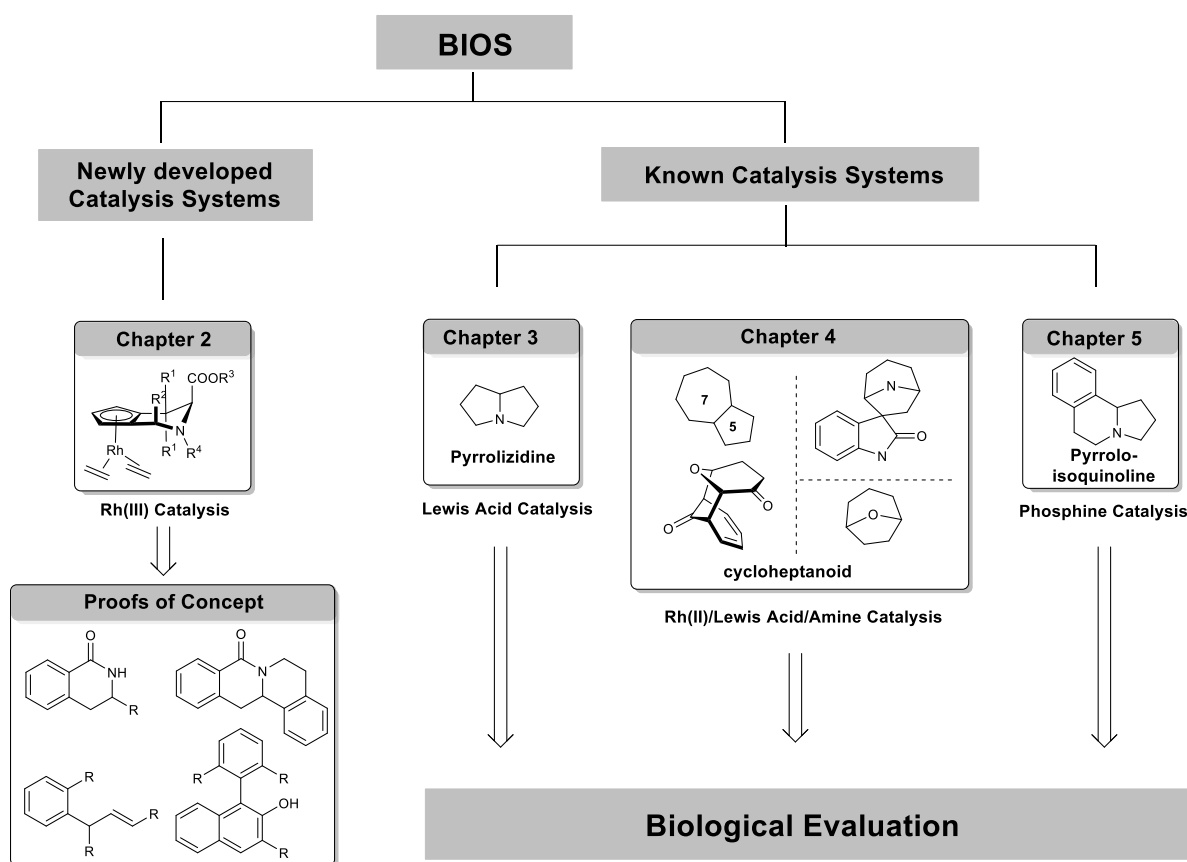 BIOS
Newly developed
Catalysis Systems
Known Catalysis Systems
Chapter 2
R1
COOR3
R2
N
R1
R4
Rh
Rh(III) Catalysis
Chapter 3
N
Pyrrolizidine
Lewis Acid Catalysis
Chapter 4
7
5
N
O
N
O
O
O
O
cycloheptanoid
Rh(II)/Lewis Acid/Amine Catalysis
Chapter 5
N
Pyrrolo-
isoquinoline
Phosphine Catalysis
Proofs of Concept
O
NH
R
O
N
R
R
R
R
R
OH
R
Biological Evaluation